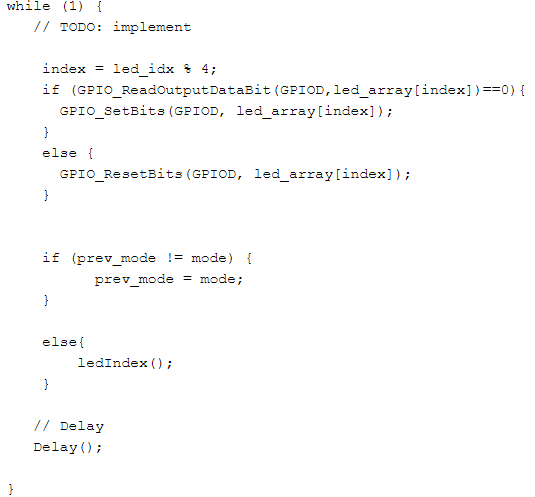 while (1) {
// TODO: implement
index = led_idx % 4;
if (GPIO_ReadOutputDataBit(GPIOD,led_array[index])==0){
GPIO_SetBits(GPIOD, led_array[index]);
}
else {
GPIO_ResetBits(GPIOD, led_array[index]);
}
if (prev_mode != mode) {
prev_mode = mode;
}
else{
ledIndex();
}
// Delay
Delay();
}